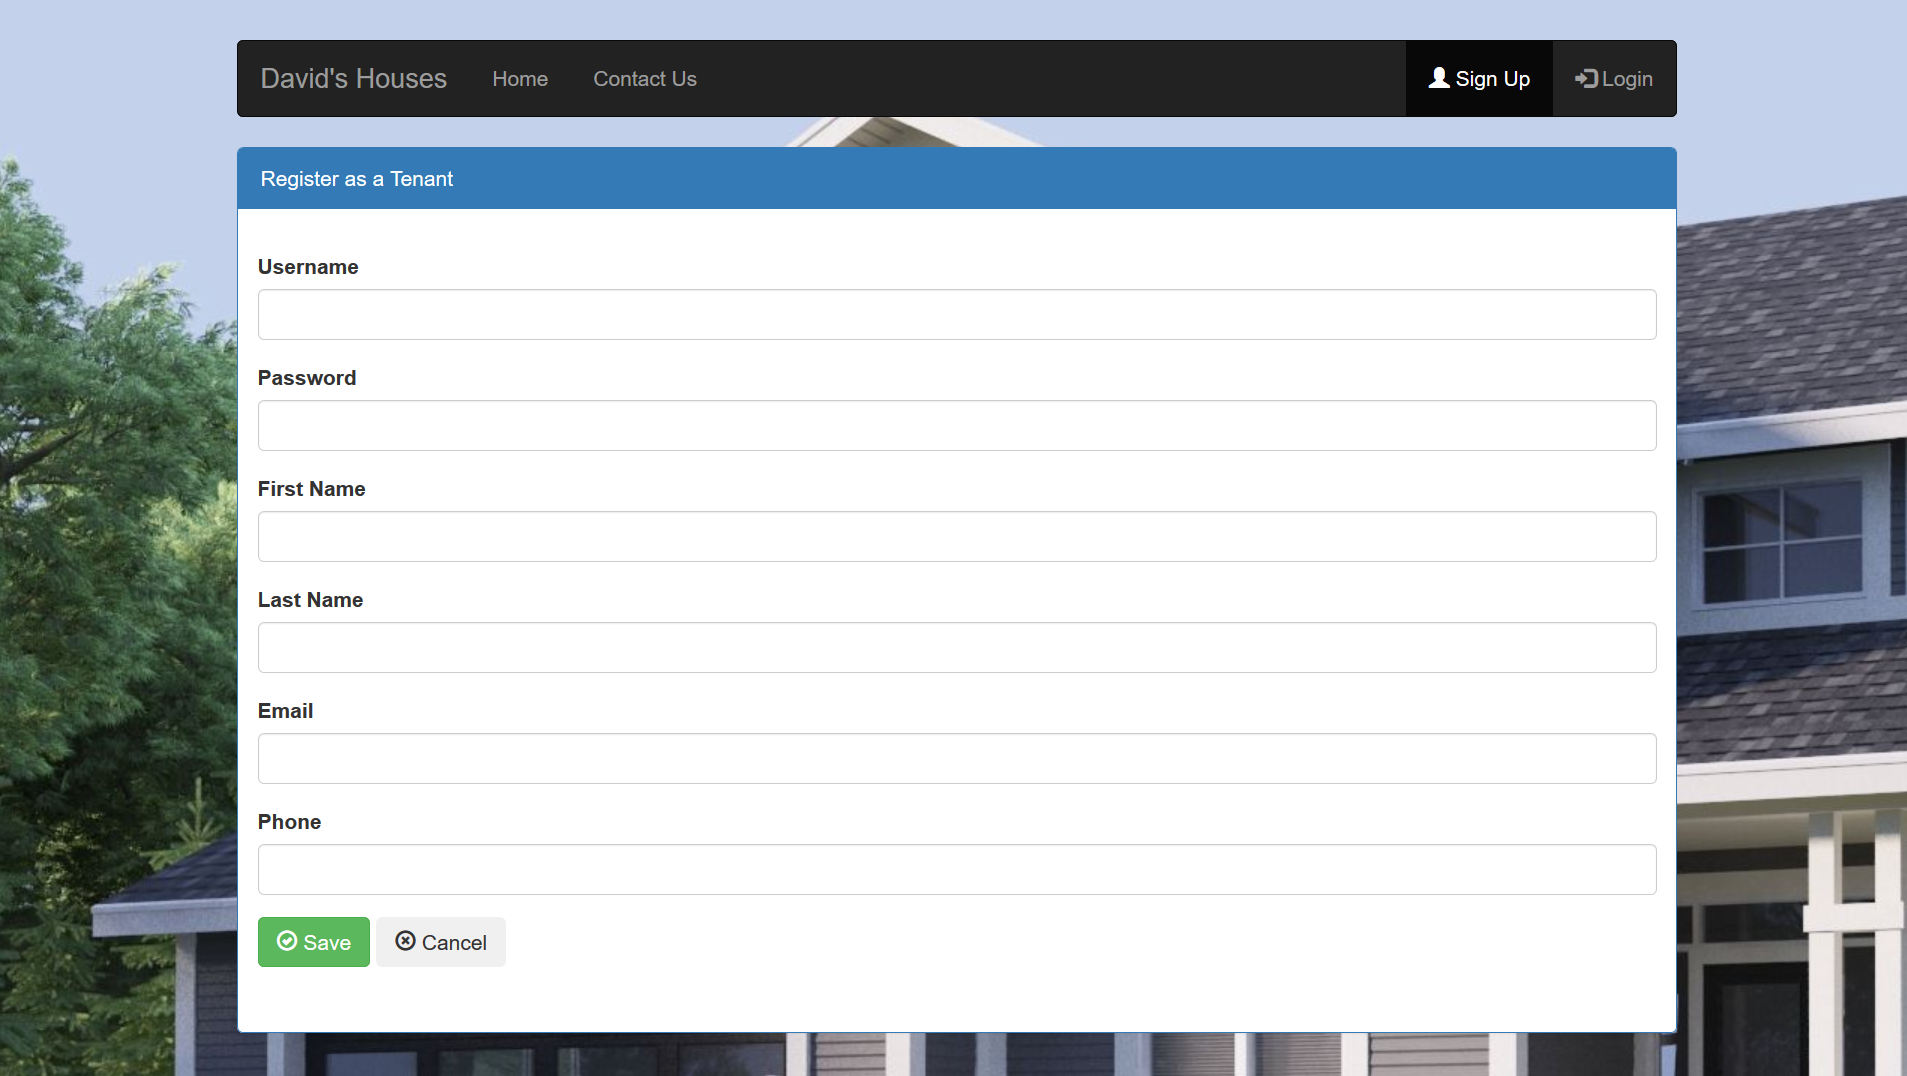 David's Houses Home Contact Us Sign Up Login
Register as a Tenant
Username
Password
First Name
Last Name
Email
Phone
Save Cancel